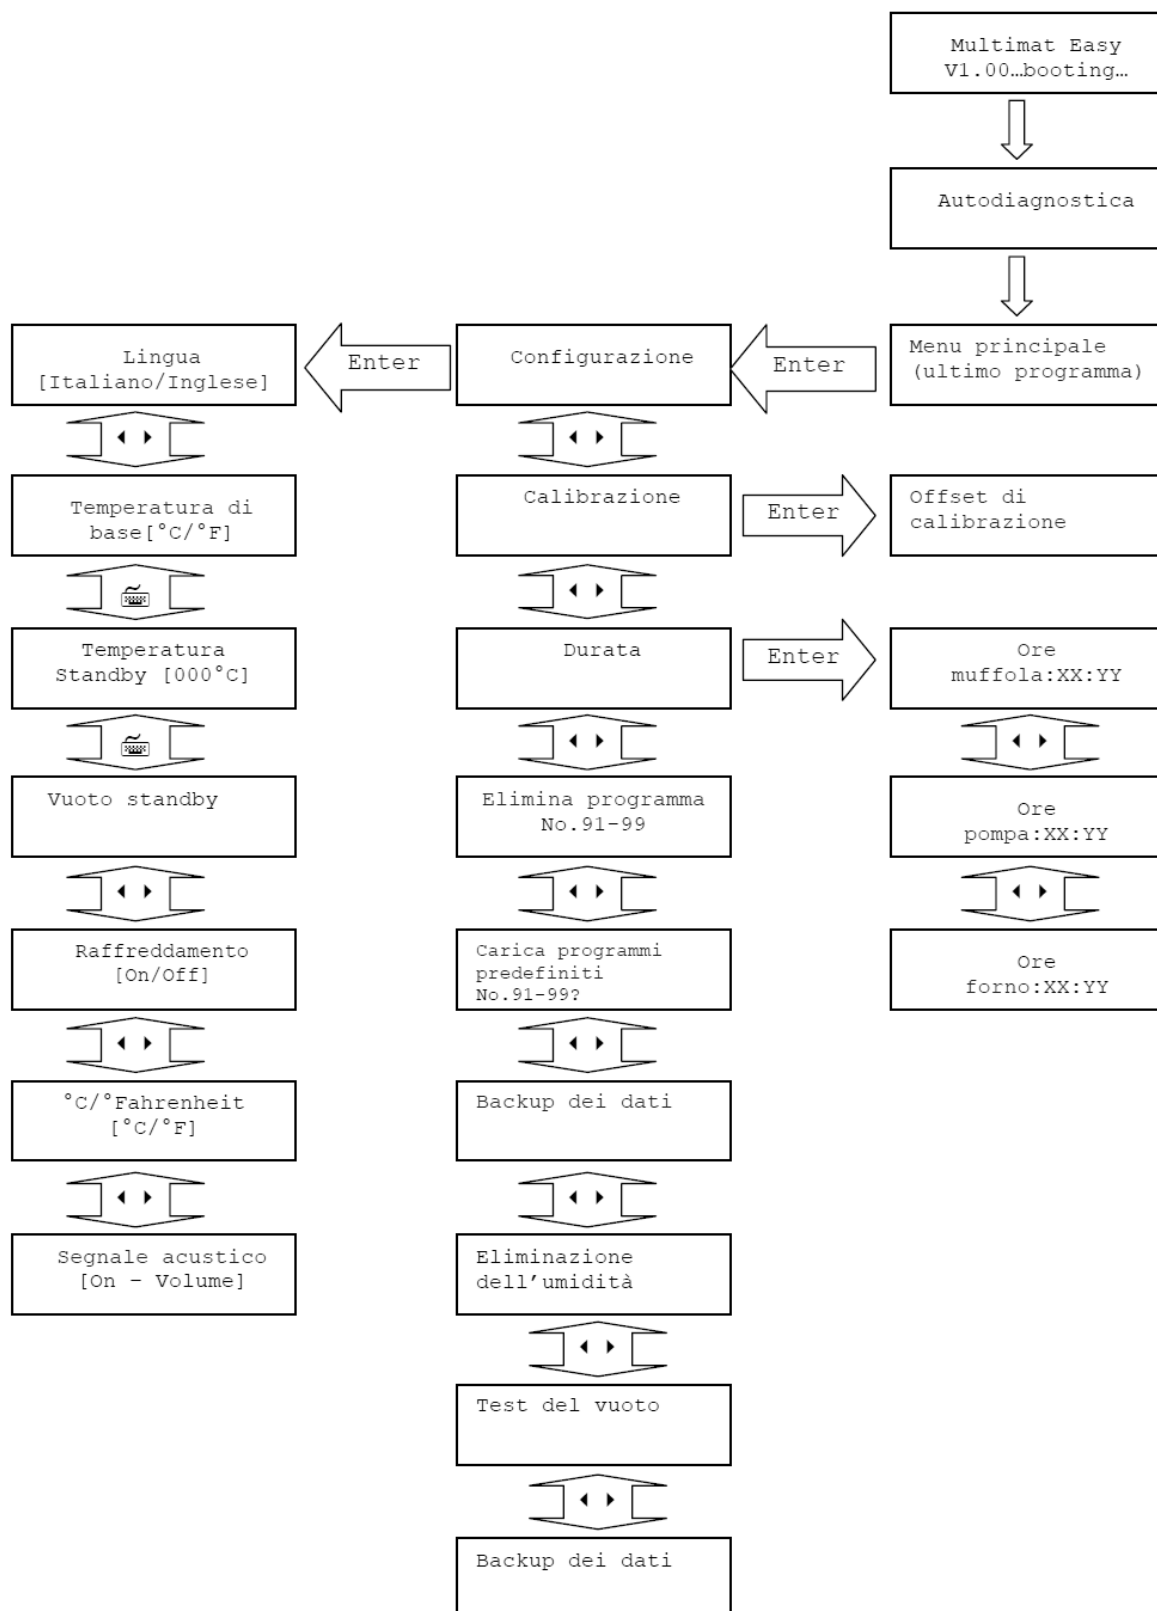 Multimat Easy
V1.00…booting…
Autodiagnostica
Menu principale
(ultimo programma)
Enter
Configurazione
Enter
Lingua
[Italiano/Inglese]
Temperatura di
base[°C/°F]
Temperatura
Standby [000°C]
Vuoto standby
Raffreddamento
[On/Off]
°C/°Fahrenheit
[°C/°F]
Segnale acustico
[On – Volume]
Calibrazione
Enter
Offset di
calibrazione
Durata
Enter
Ore
muffola:XX:YY
Ore
pompa:XX:YY
Ore
forno:XX:YY
Elimina programma
No.91-99
Carica programmi
predefiniti
No.91-99?
Backup dei dati
Eliminazione
dell’umidità
Test del vuoto
Backup dei dati